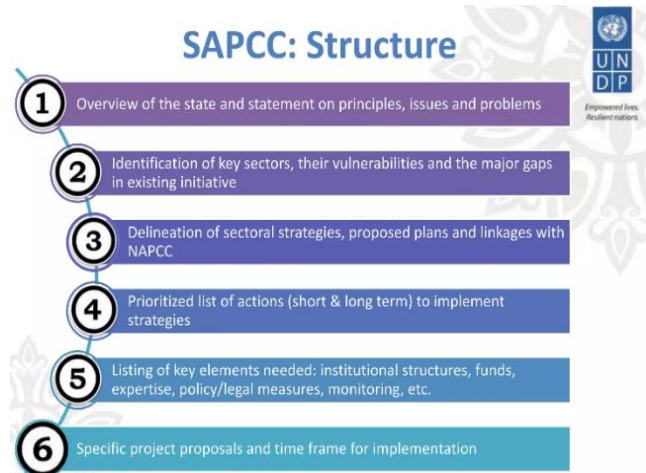 SAPCC: Structure
U N
D P
Empowered lives.
Resilient nations
1
Overview of the state and statement on principles, issues and problems
2
Identification of key sectors, their vulnerabilities and the major gaps
in existing initiative
3
Delineation of sectoral strategies, proposed plans and linkages with
NAPCC
4
Prioritized list of actions (short & long term) to implement
strategies
5
Listing of key elements needed: institutional structures, funds,
expertise, policy/legal measures, monitoring, etc.
6
Specific project proposals and time frame for implementation